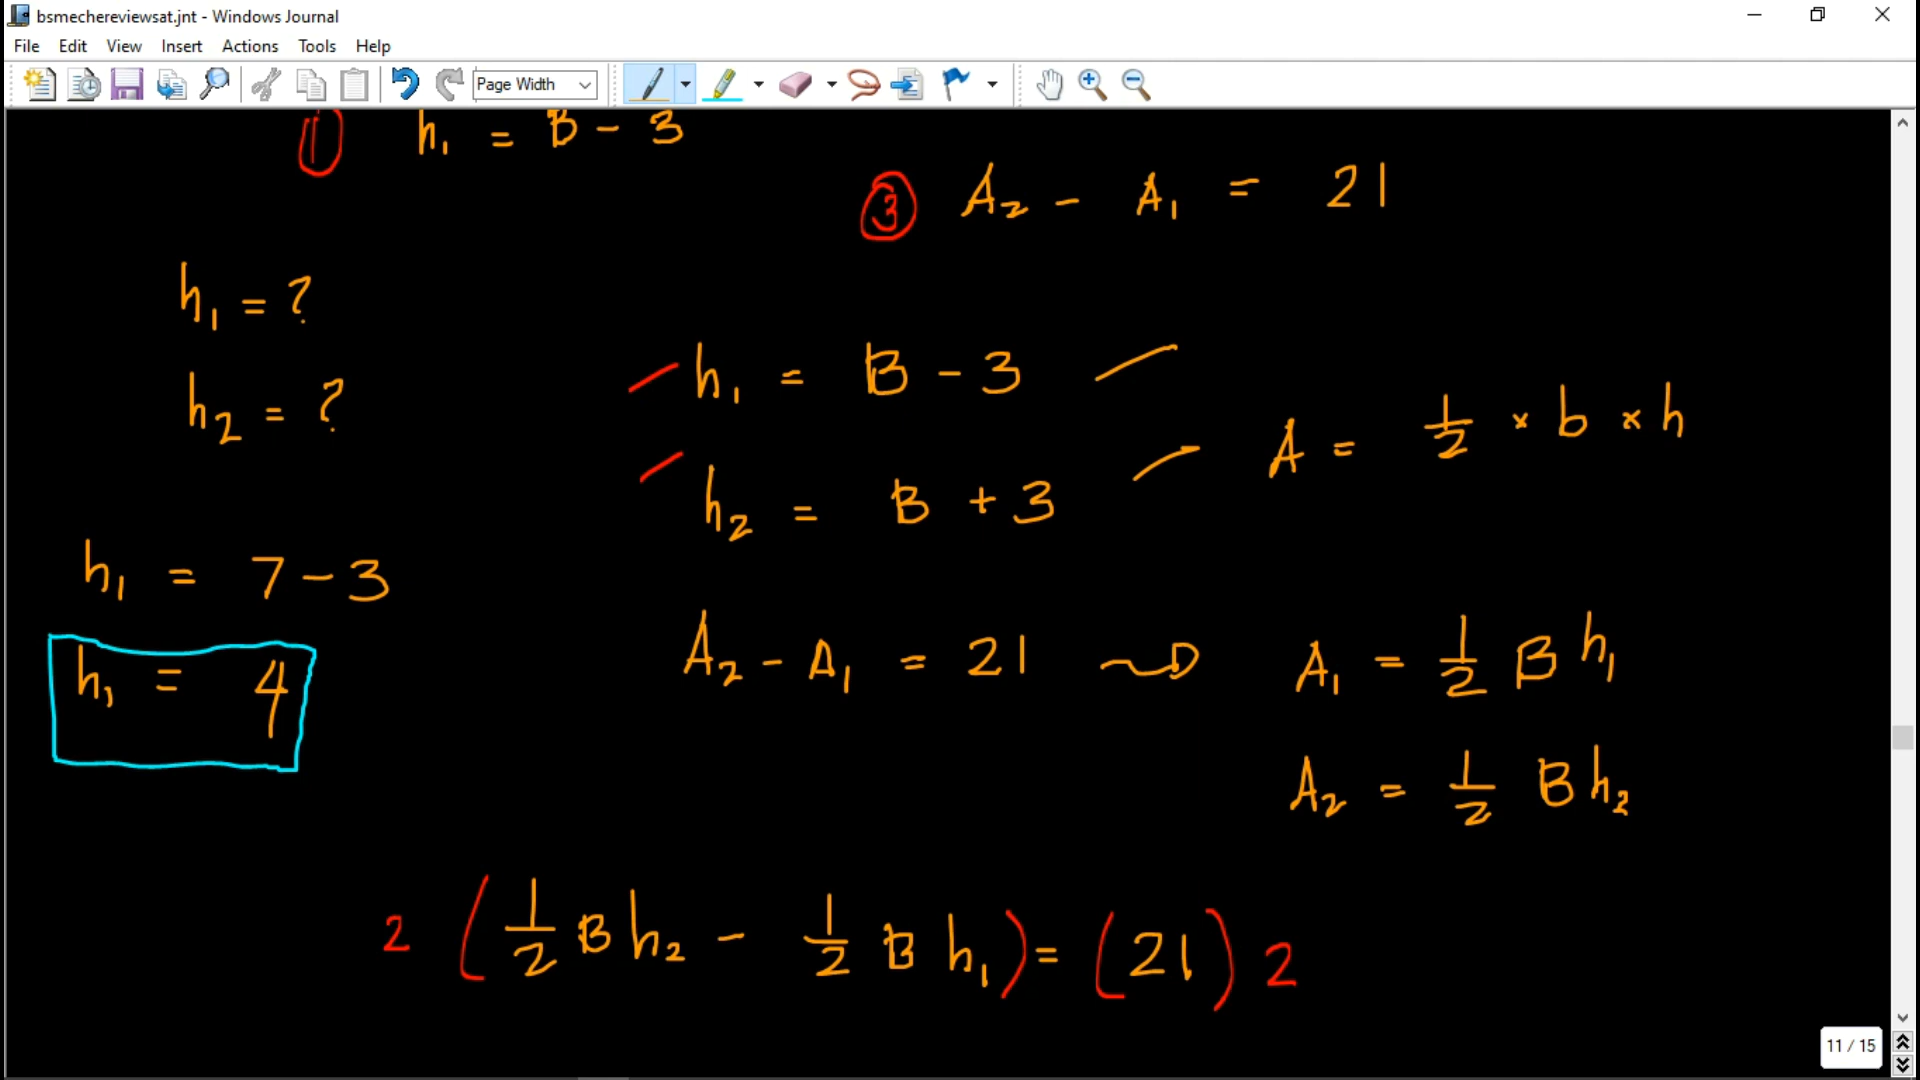 bsmechereviewsat.jnt - Windows Journal
File Edit View Insert Actions Tools Help
Page Width
① h₁ = B - 3
③ A₂ - A₁ = 21
h₁ = ?
h₂ = ?
h₁ = B - 3
h₂ = B + 3
A = 1/2 × b × h
h₁ = 7 - 3
h₁ = 4
A₂ - A₁ = 21
A₁ = 1/2 B h₁
A₂ = 1/2 B h₂
2 ( 1/2 B h₂ - 1/2 B h₁ ) = ( 21 ) 2
11 / 15